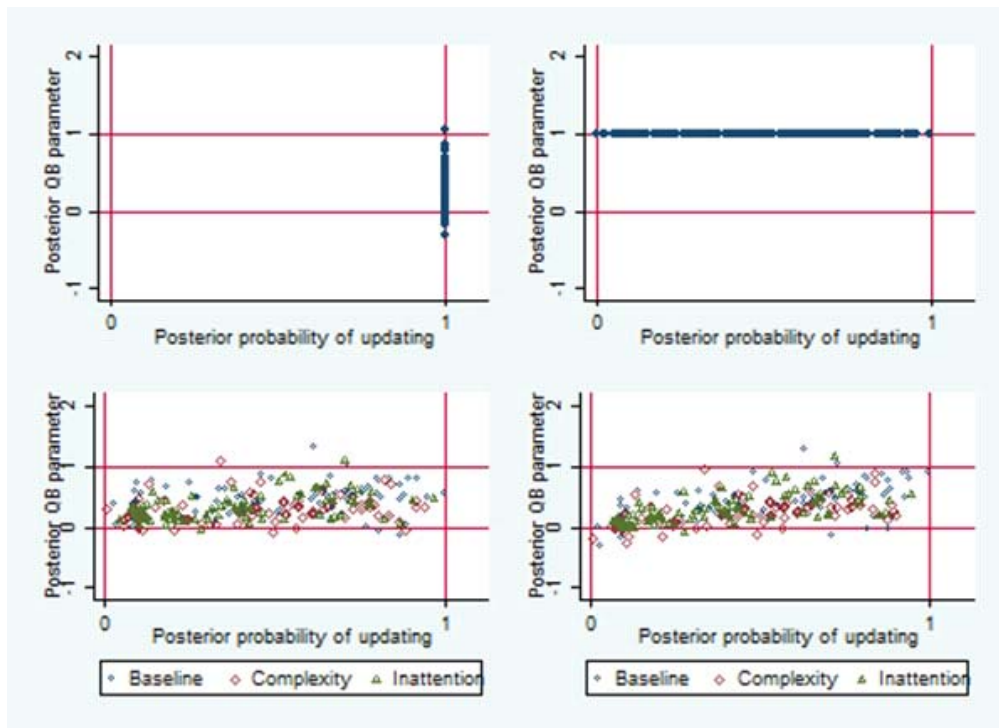 Posterior QB parameter
2
1
0
-1
0 1
Posterior probability of updating
Posterior QB parameter
2
1
0
-1
0 1
Posterior probability of updating
Posterior QB parameter
2
1
0
-1
0 1
Posterior probability of updating
Baseline Complexity Inattention
Posterior QB parameter
2
1
0
-1
0 1
Posterior probability of updating
Baseline Complexity Inattention